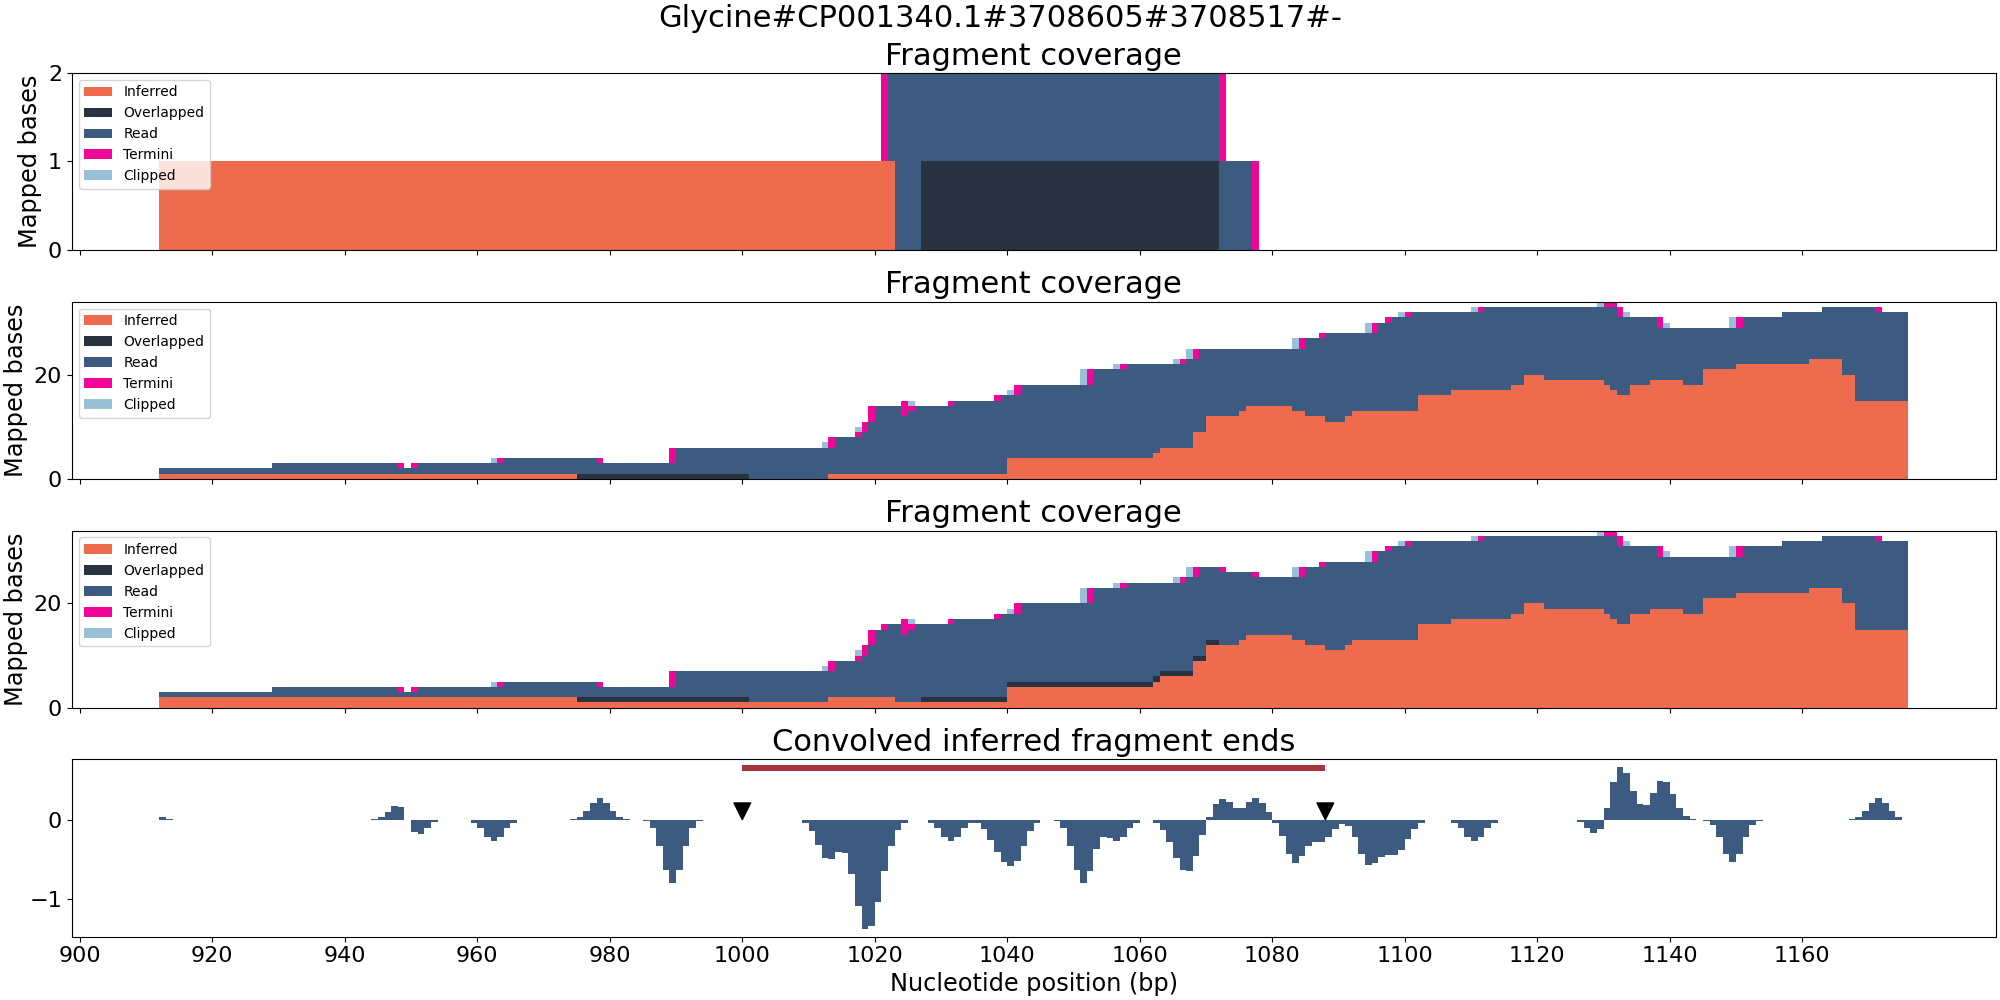 Glycine#CP001340.1#3708605#3708517#-
Fragment coverage
Mapped bases
2
1
0
Inferred
Overlapped
Read
Termini
Clipped
Fragment coverage
Mapped bases
20
0
Inferred
Overlapped
Read
Termini
Clipped
Fragment coverage
Mapped bases
20
0
Inferred
Overlapped
Read
Termini
Clipped
Convolved inferred fragment ends
0
−1
900 920 940 960 980 1000 1020 1040 1060 1080 1100 1120 1140 1160
Nucleotide position (bp)